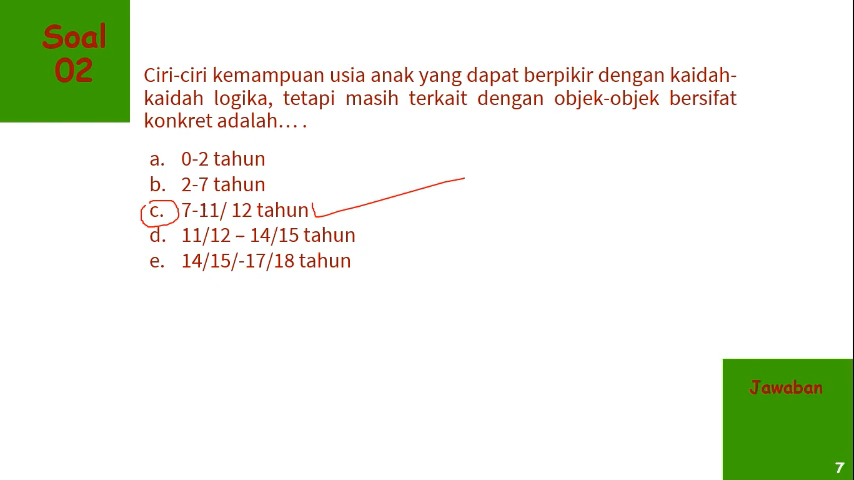 Soal
02
Ciri-ciri kemampuan usia anak yang dapat berpikir dengan kaidah-
kaidah logika, tetapi masih terkait dengan objek-objek bersifat
konkret adalah... .
a. 0-2 tahun
b. 2-7 tahun
c. 7-11/ 12 tahun
d. 11/12 – 14/15 tahun
e. 14/15/-17/18 tahun
Jawaban
7